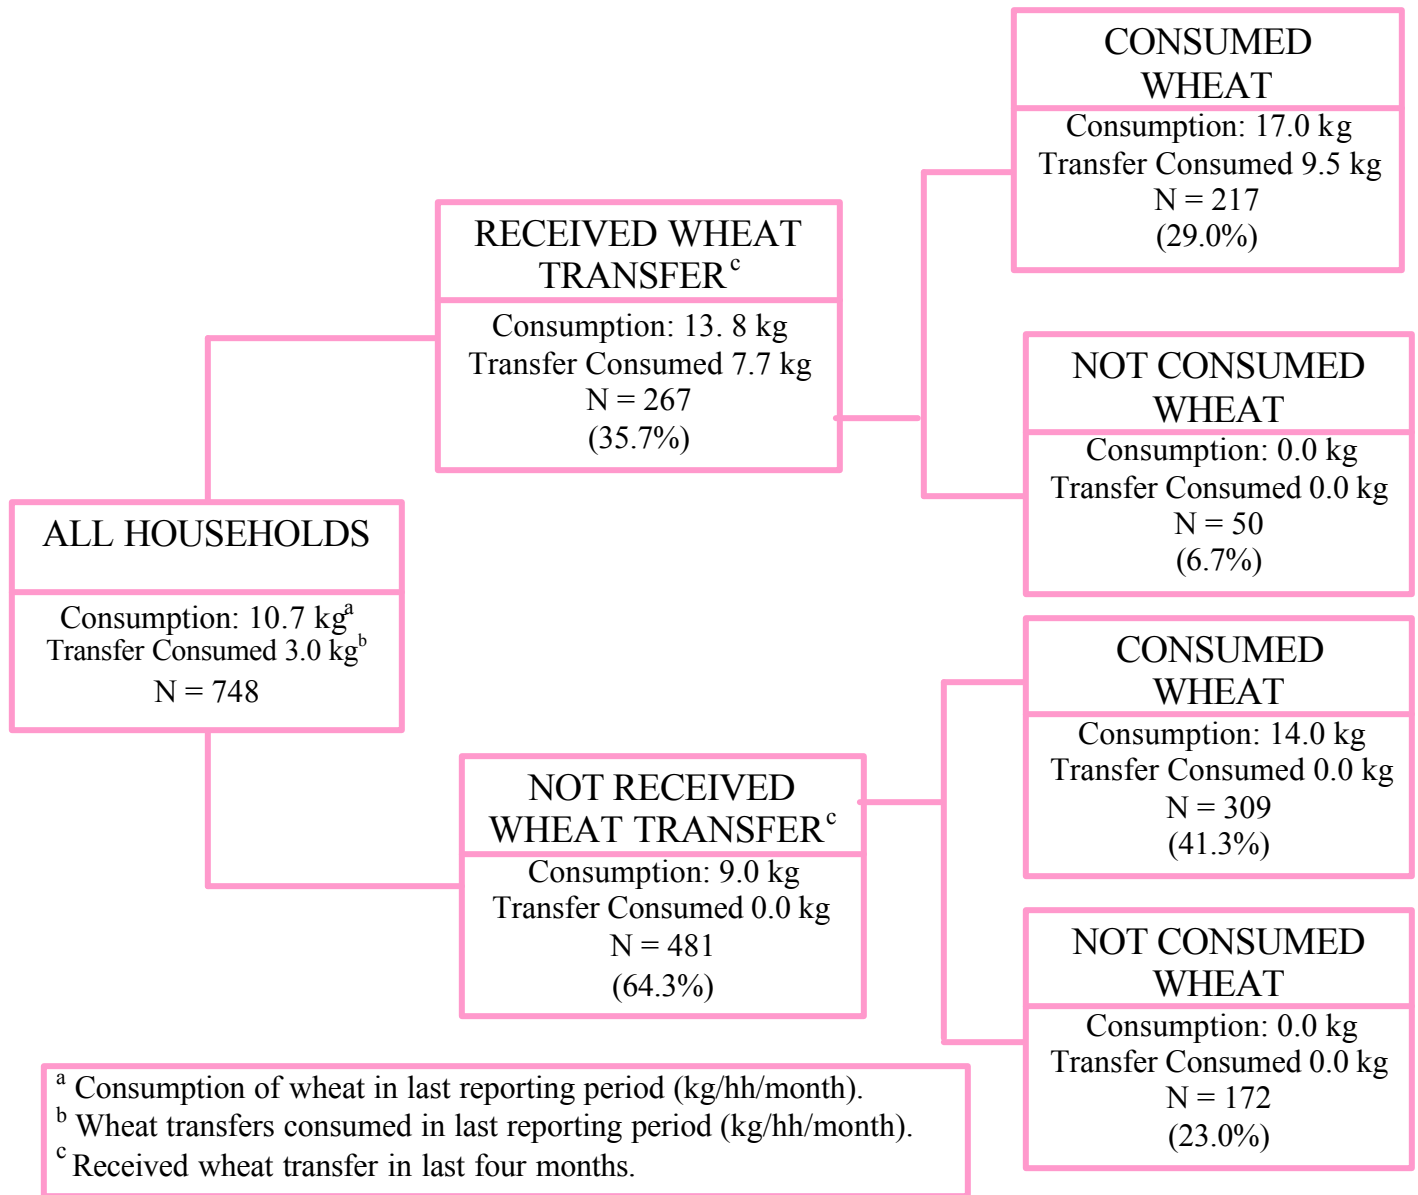 ALL HOUSEHOLDS
Consumption: 10.7 kg^a
Transfer Consumed 3.0 kg^b
N = 748
RECEIVED WHEAT
TRANSFER^c
Consumption: 13. 8 kg
Transfer Consumed 7.7 kg
N = 267
(35.7%)
CONSUMED
WHEAT
Consumption: 17.0 kg
Transfer Consumed 9.5 kg
N = 217
(29.0%)
NOT CONSUMED
WHEAT
Consumption: 0.0 kg
Transfer Consumed 0.0 kg
N = 50
(6.7%)
NOT RECEIVED
WHEAT TRANSFER^c
Consumption: 9.0 kg
Transfer Consumed 0.0 kg
N = 481
(64.3%)
CONSUMED
WHEAT
Consumption: 14.0 kg
Transfer Consumed 0.0 kg
N = 309
(41.3%)
NOT CONSUMED
WHEAT
Consumption: 0.0 kg
Transfer Consumed 0.0 kg
N = 172
(23.0%)
^a Consumption of wheat in last reporting period (kg/hh/month).
^b Wheat transfers consumed in last reporting period (kg/hh/month).
^c Received wheat transfer in last four months.